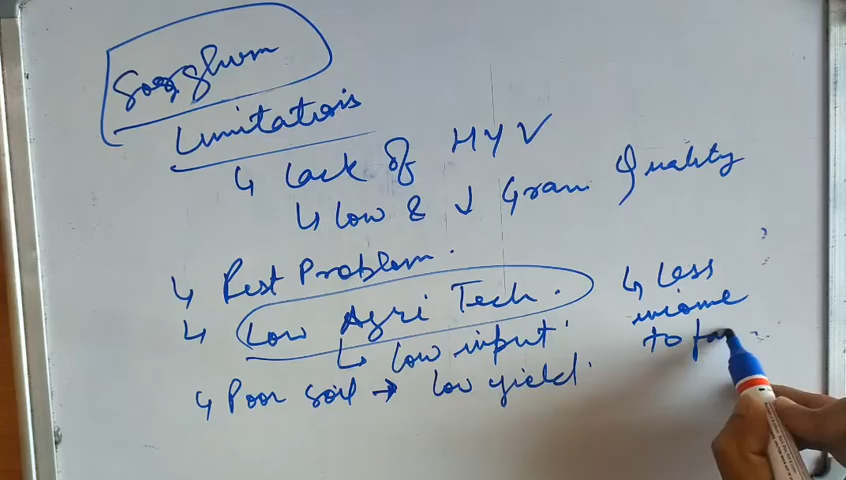 Sorghum
Limitations
↳ Lack of HYV
↳ Low & ↓ Grain Quality
↳ Pest Problem.
↳ Low Agri Tech.
↳ Low input
↳ Poor soil → Low yield.
↳ Less
income
to fa